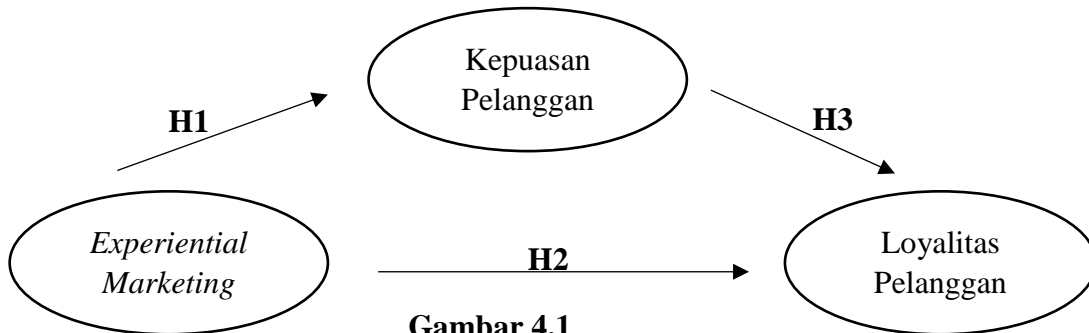 Kepuasan
Pelanggan
H1
H3
Experiential
Marketing
H2
Loyalitas
Pelanggan
Gambar 4.1